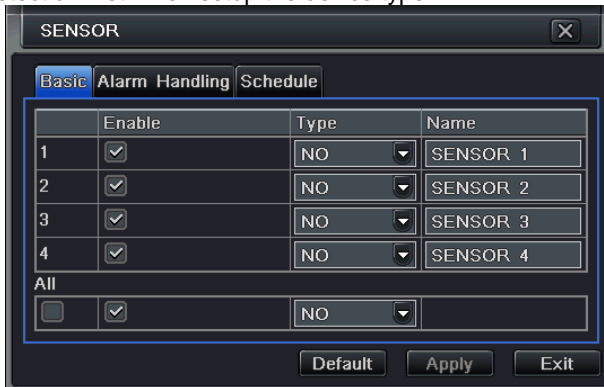 SENSOR
Basic Alarm Handling Schedule
Enable Type Name
1 NO SENSOR 1
2 NO SENSOR 2
3 NO SENSOR 3
4 NO SENSOR 4
All
NO
Default Apply Exit